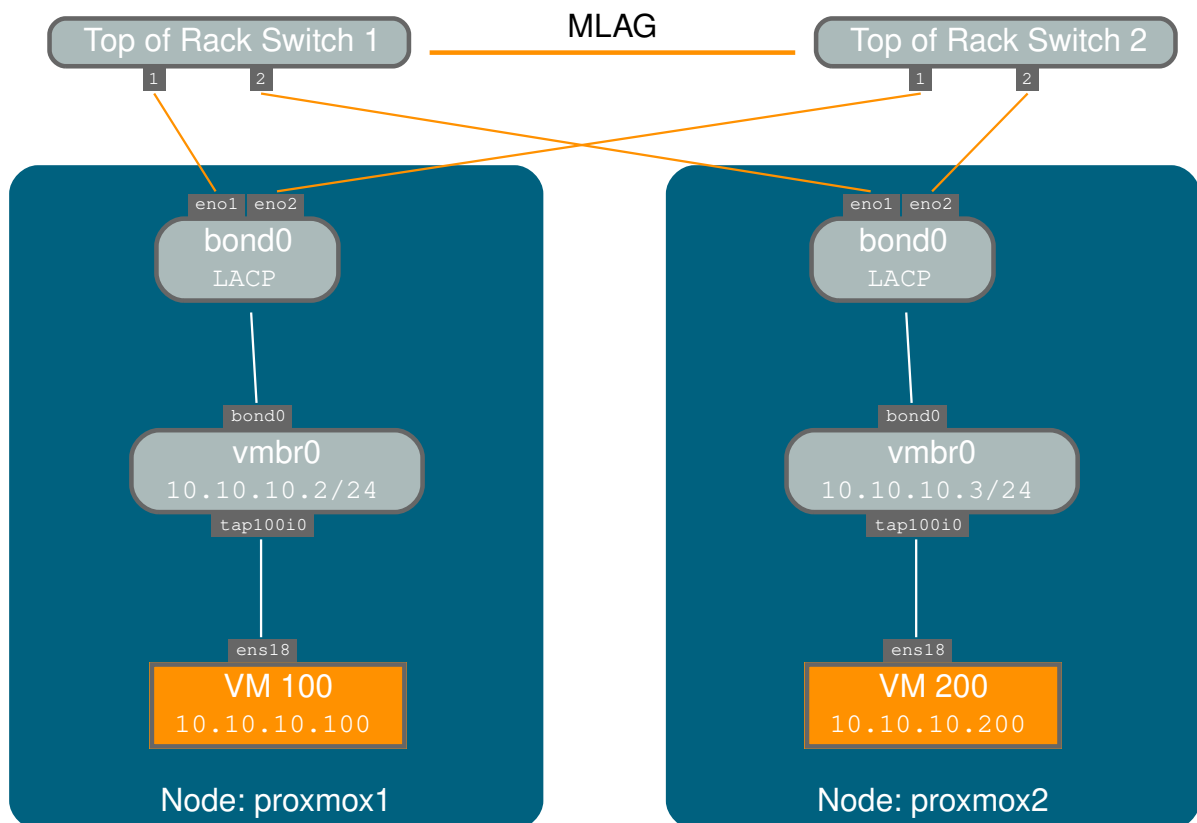 MLAG
Top of Rack Switch 1
Top of Rack Switch 2
1 2
1 2
eno1 eno2
bond0
LACP
bond0
vmbr0
10.10.10.2/24
tap100i0
ens18
VM 100
10.10.10.100
Node: proxmox1
eno1 eno2
bond0
LACP
bond0
vmbr0
10.10.10.3/24
tap100i0
ens18
VM 200
10.10.10.200
Node: proxmox2